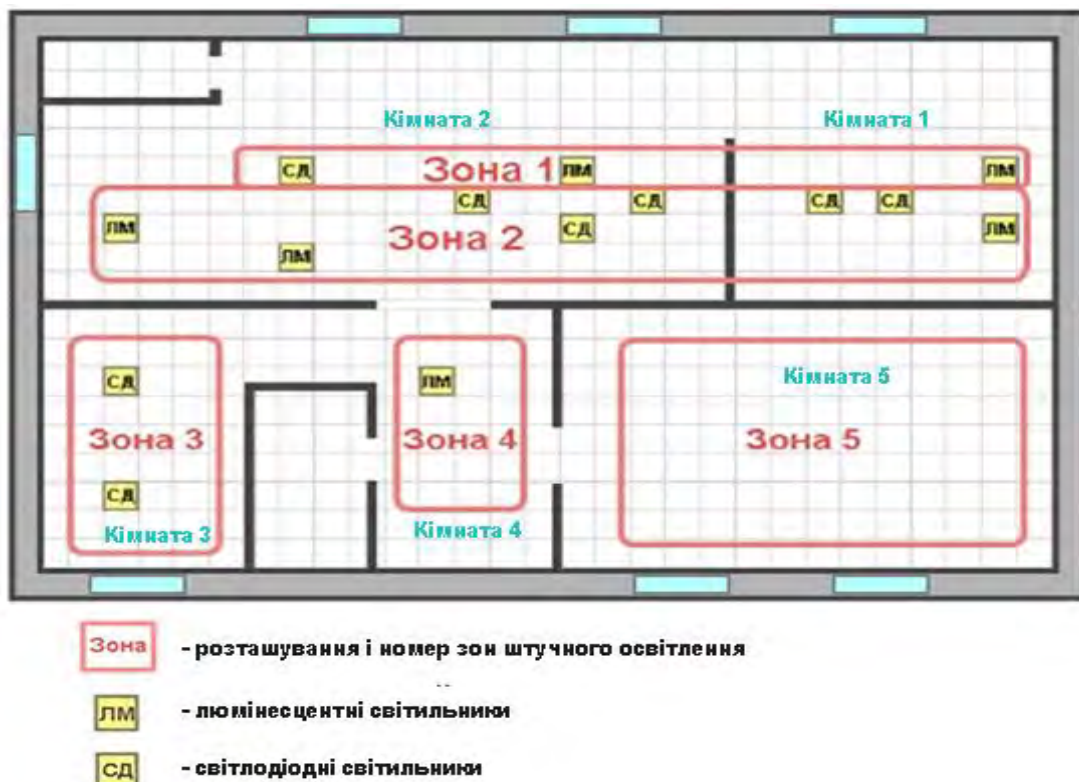 Кімната 2
Кімната 1
СД
Зона 1
ЛМ
ЛМ
СД
СД
СД
СД
ЛМ
Зона 2
СД
ЛМ
ЛМ
СД
ЛМ
Кімната 5
Зона 3
Зона 4
Зона 5
СД
Кімната 3
Кімната 4
Зона
- розташування і номер зон штучного освітлення
ЛМ
- люмінесцентні світильники
СД
- світлодіодні світильники